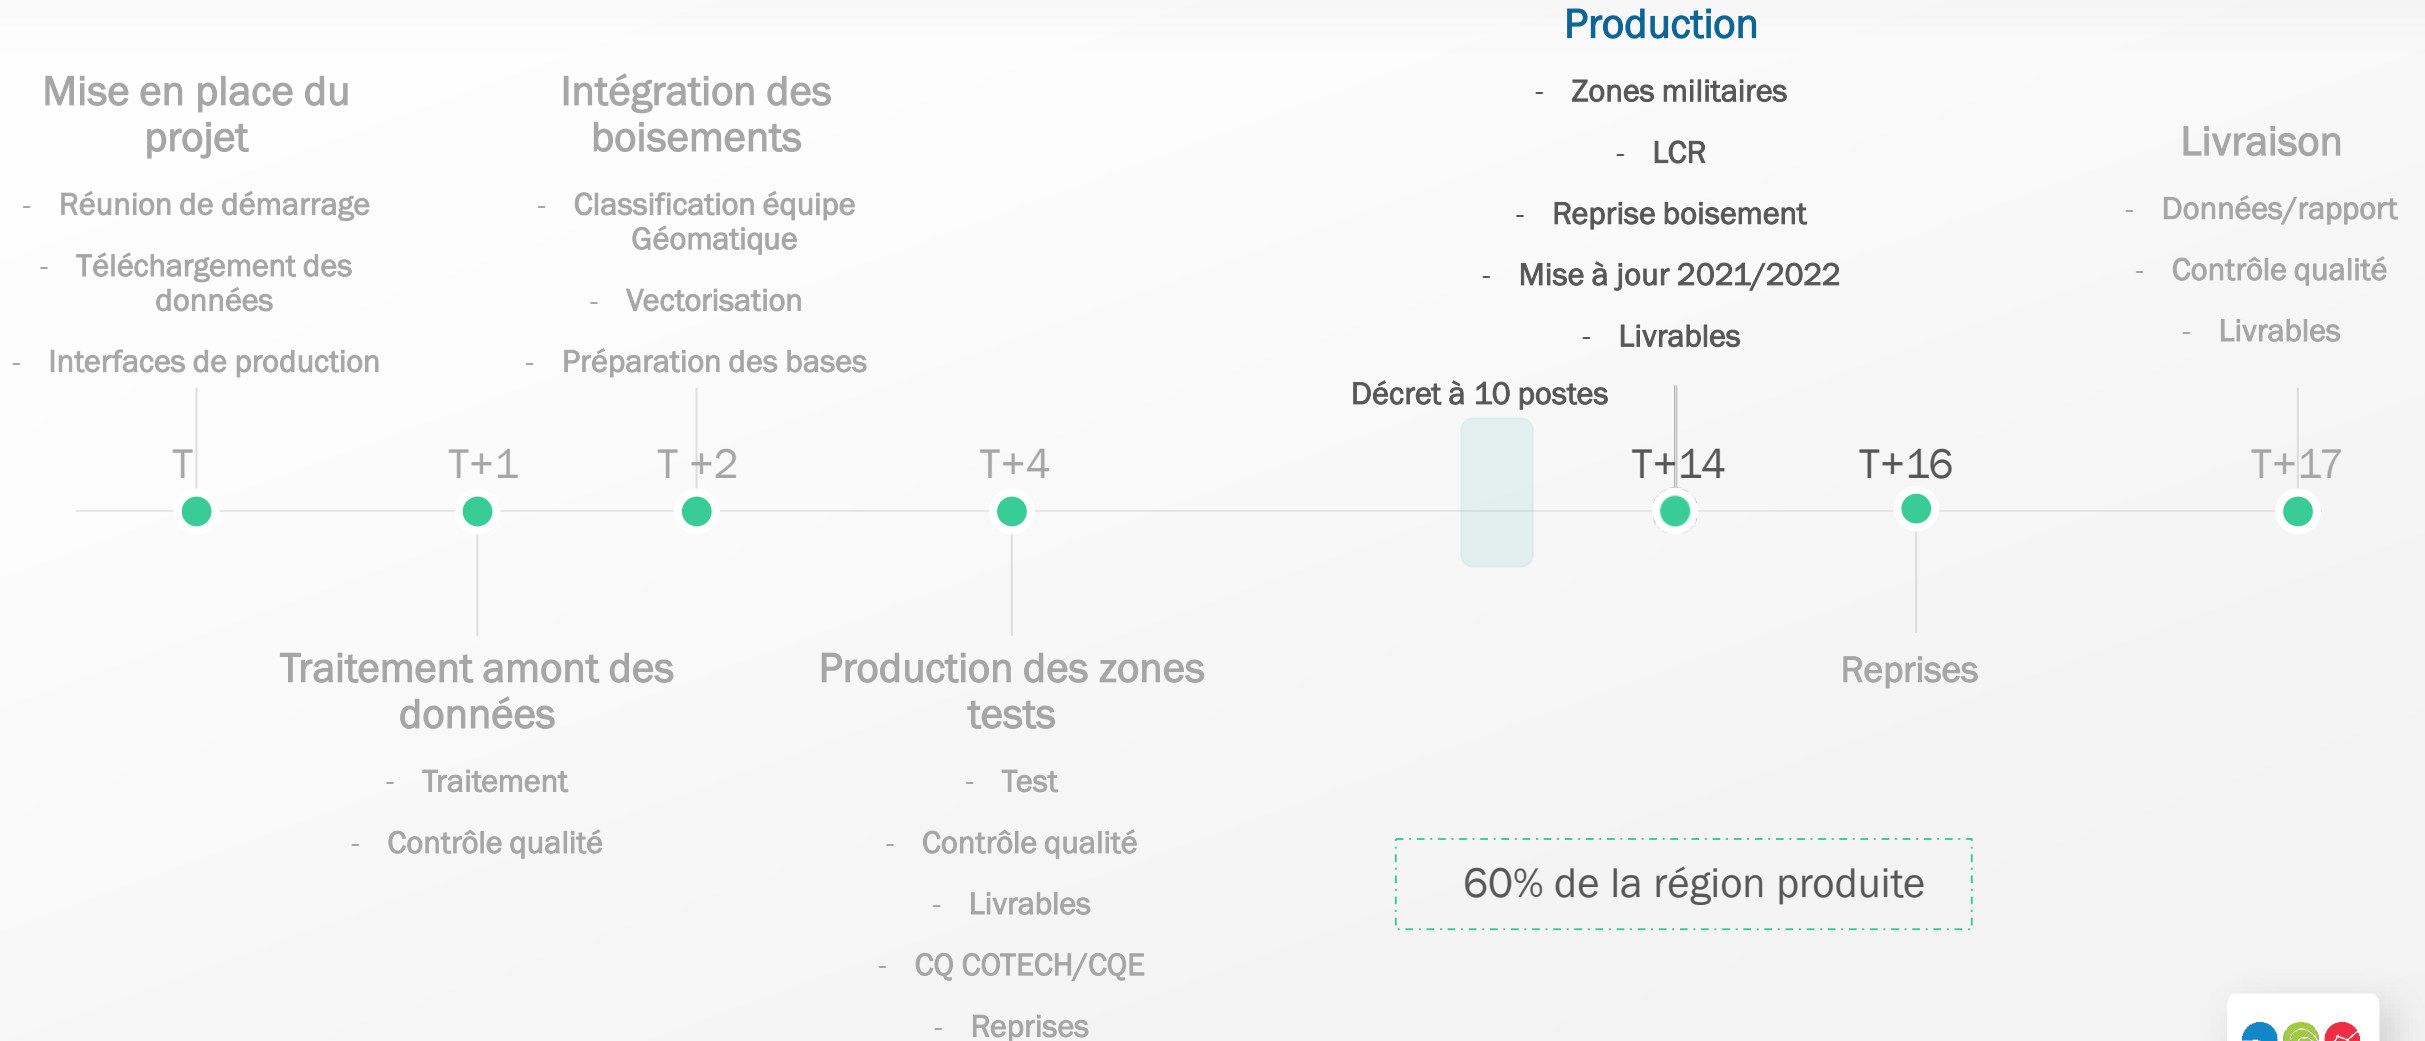 Mise en place du
projet
- Réunion de démarrage
- Téléchargement des
données
- Interfaces de production
T
T+1
Traitement amont des
données
- Traitement
- Contrôle qualité
Intégration des
boisements
- Classification équipe
Géomatique
- Vectorisation
- Préparation des bases
T +2
T+4
Production des zones
tests
- Test
- Contrôle qualité
- Livrables
- CQ COTECH/CQE
- Reprises
Production
- Zones militaires
- LCR
- Reprise boisement
- Mise à jour 2021/2022
- Livrables
Décret à 10 postes
T+14
T+16
Reprises
60% de la région produite
Livraison
- Données/rapport
- Contrôle qualité
- Livrables
T+17